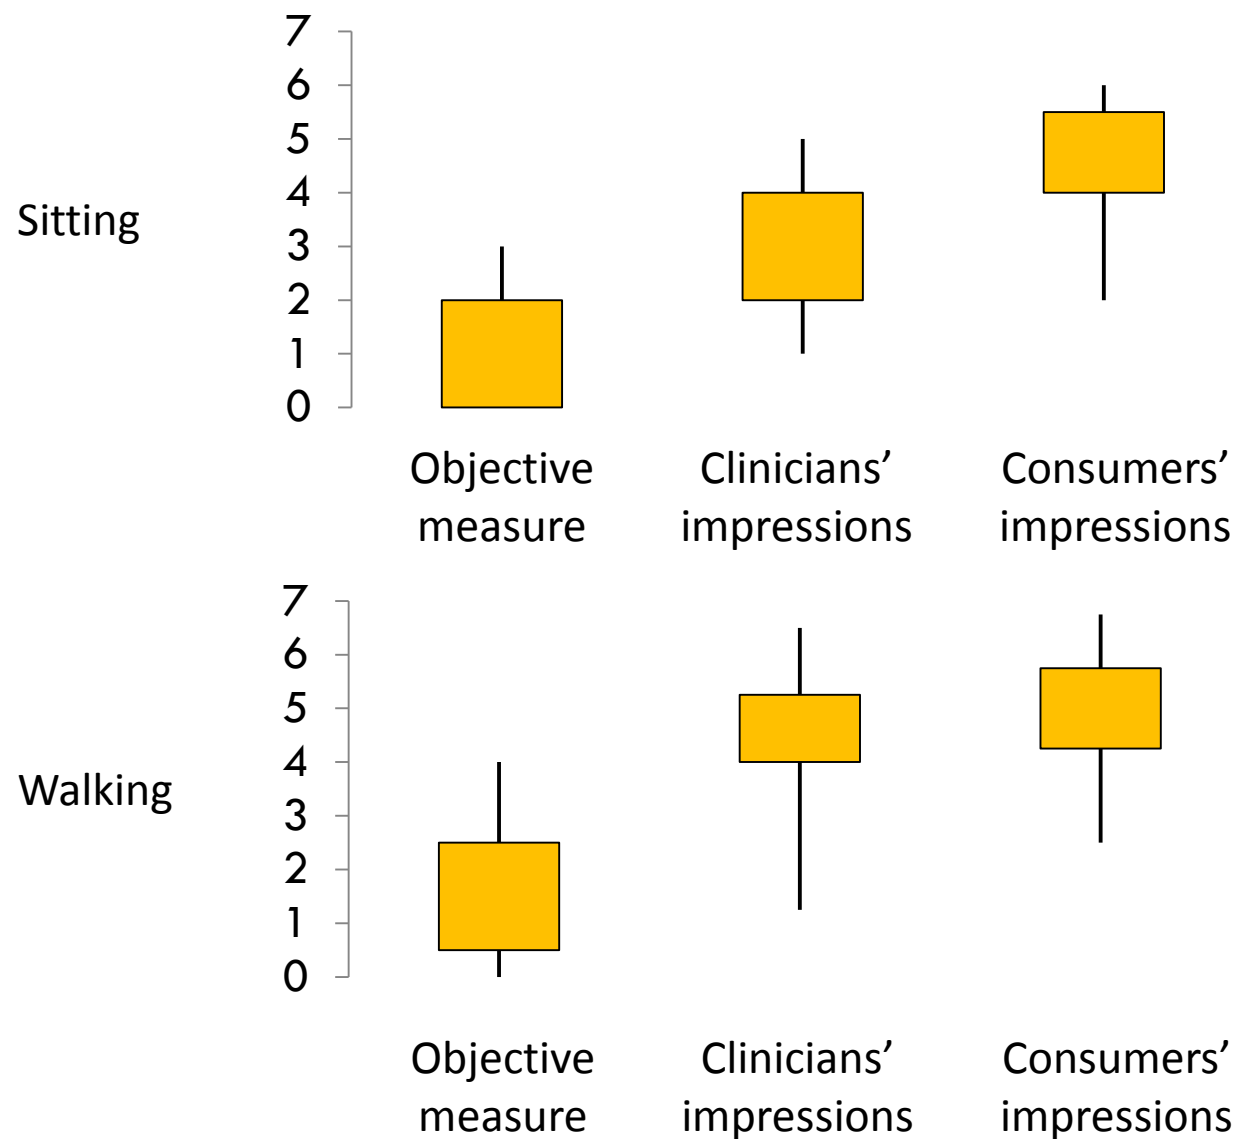 7
6
5
4
3
2
1
0
Sitting
Objective
measure
Clinicians’
impressions
Consumers’
impressions
7
6
5
4
3
2
1
0
Walking
Objective
measure
Clinicians’
impressions
Consumers’
impressions